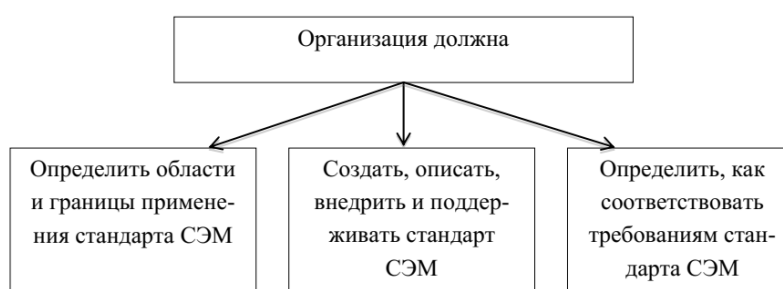 Организация должна
Определить области
и границы примене-
ния стандарта СЭМ
Создать, описать,
внедрить и поддер-
живать стандарт
СЭМ
Определить, как
соответствовать
требованиям стан-
дарта СЭМ